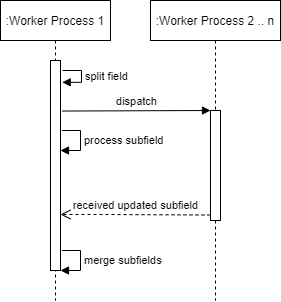 :Worker Process 1
:Worker Process 2 .. n
split field
dispatch
process subfield
received updated subfield
merge subfields